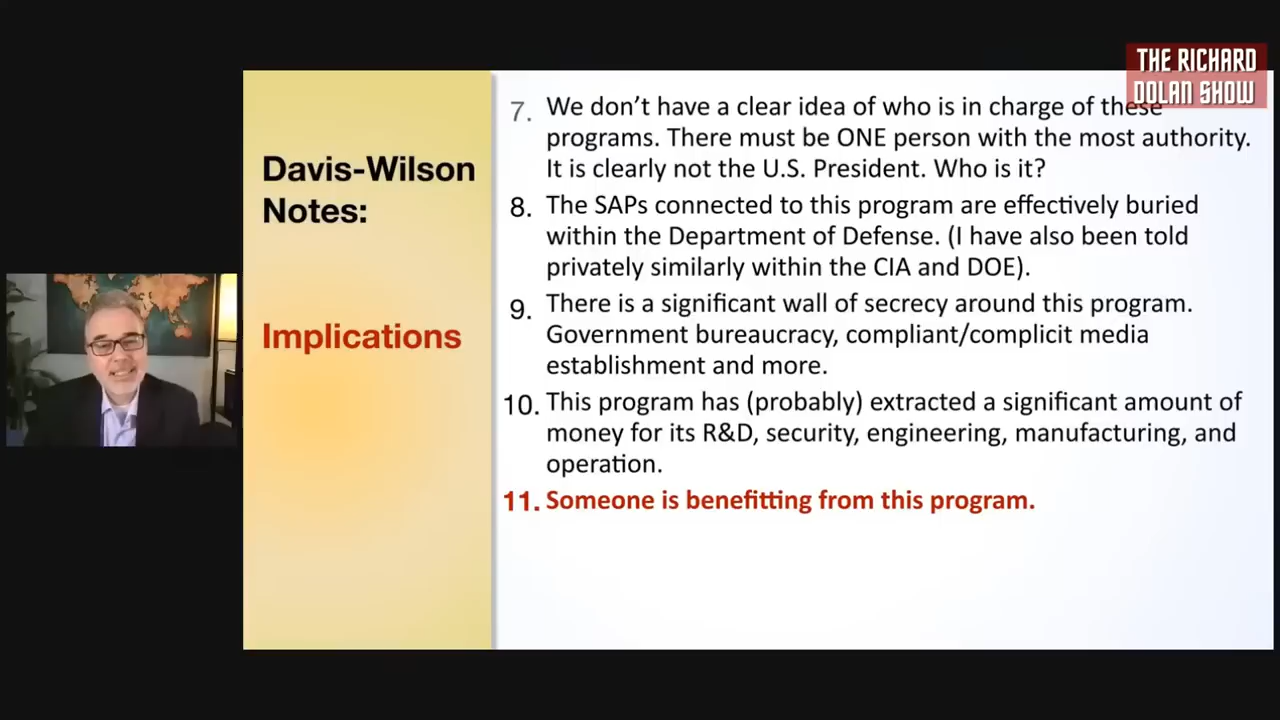 THE RICHARD
DOLAN SHOW
Davis-Wilson
Notes:
Implications
7. We don't have a clear idea of who is in charge of these
programs. There must be ONE person with the most authority.
It is clearly not the U.S. President. Who is it?
8. The SAPs connected to this program are effectively buried
within the Department of Defense. (I have also been told
privately similarly within the CIA and DOE).
9. There is a significant wall of secrecy around this program.
Government bureaucracy, compliant/complicit media
establishment and more.
10. This program has (probably) extracted a significant amount of
money for its R&D, security, engineering, manufacturing, and
operation.
11. Someone is benefitting from this program.